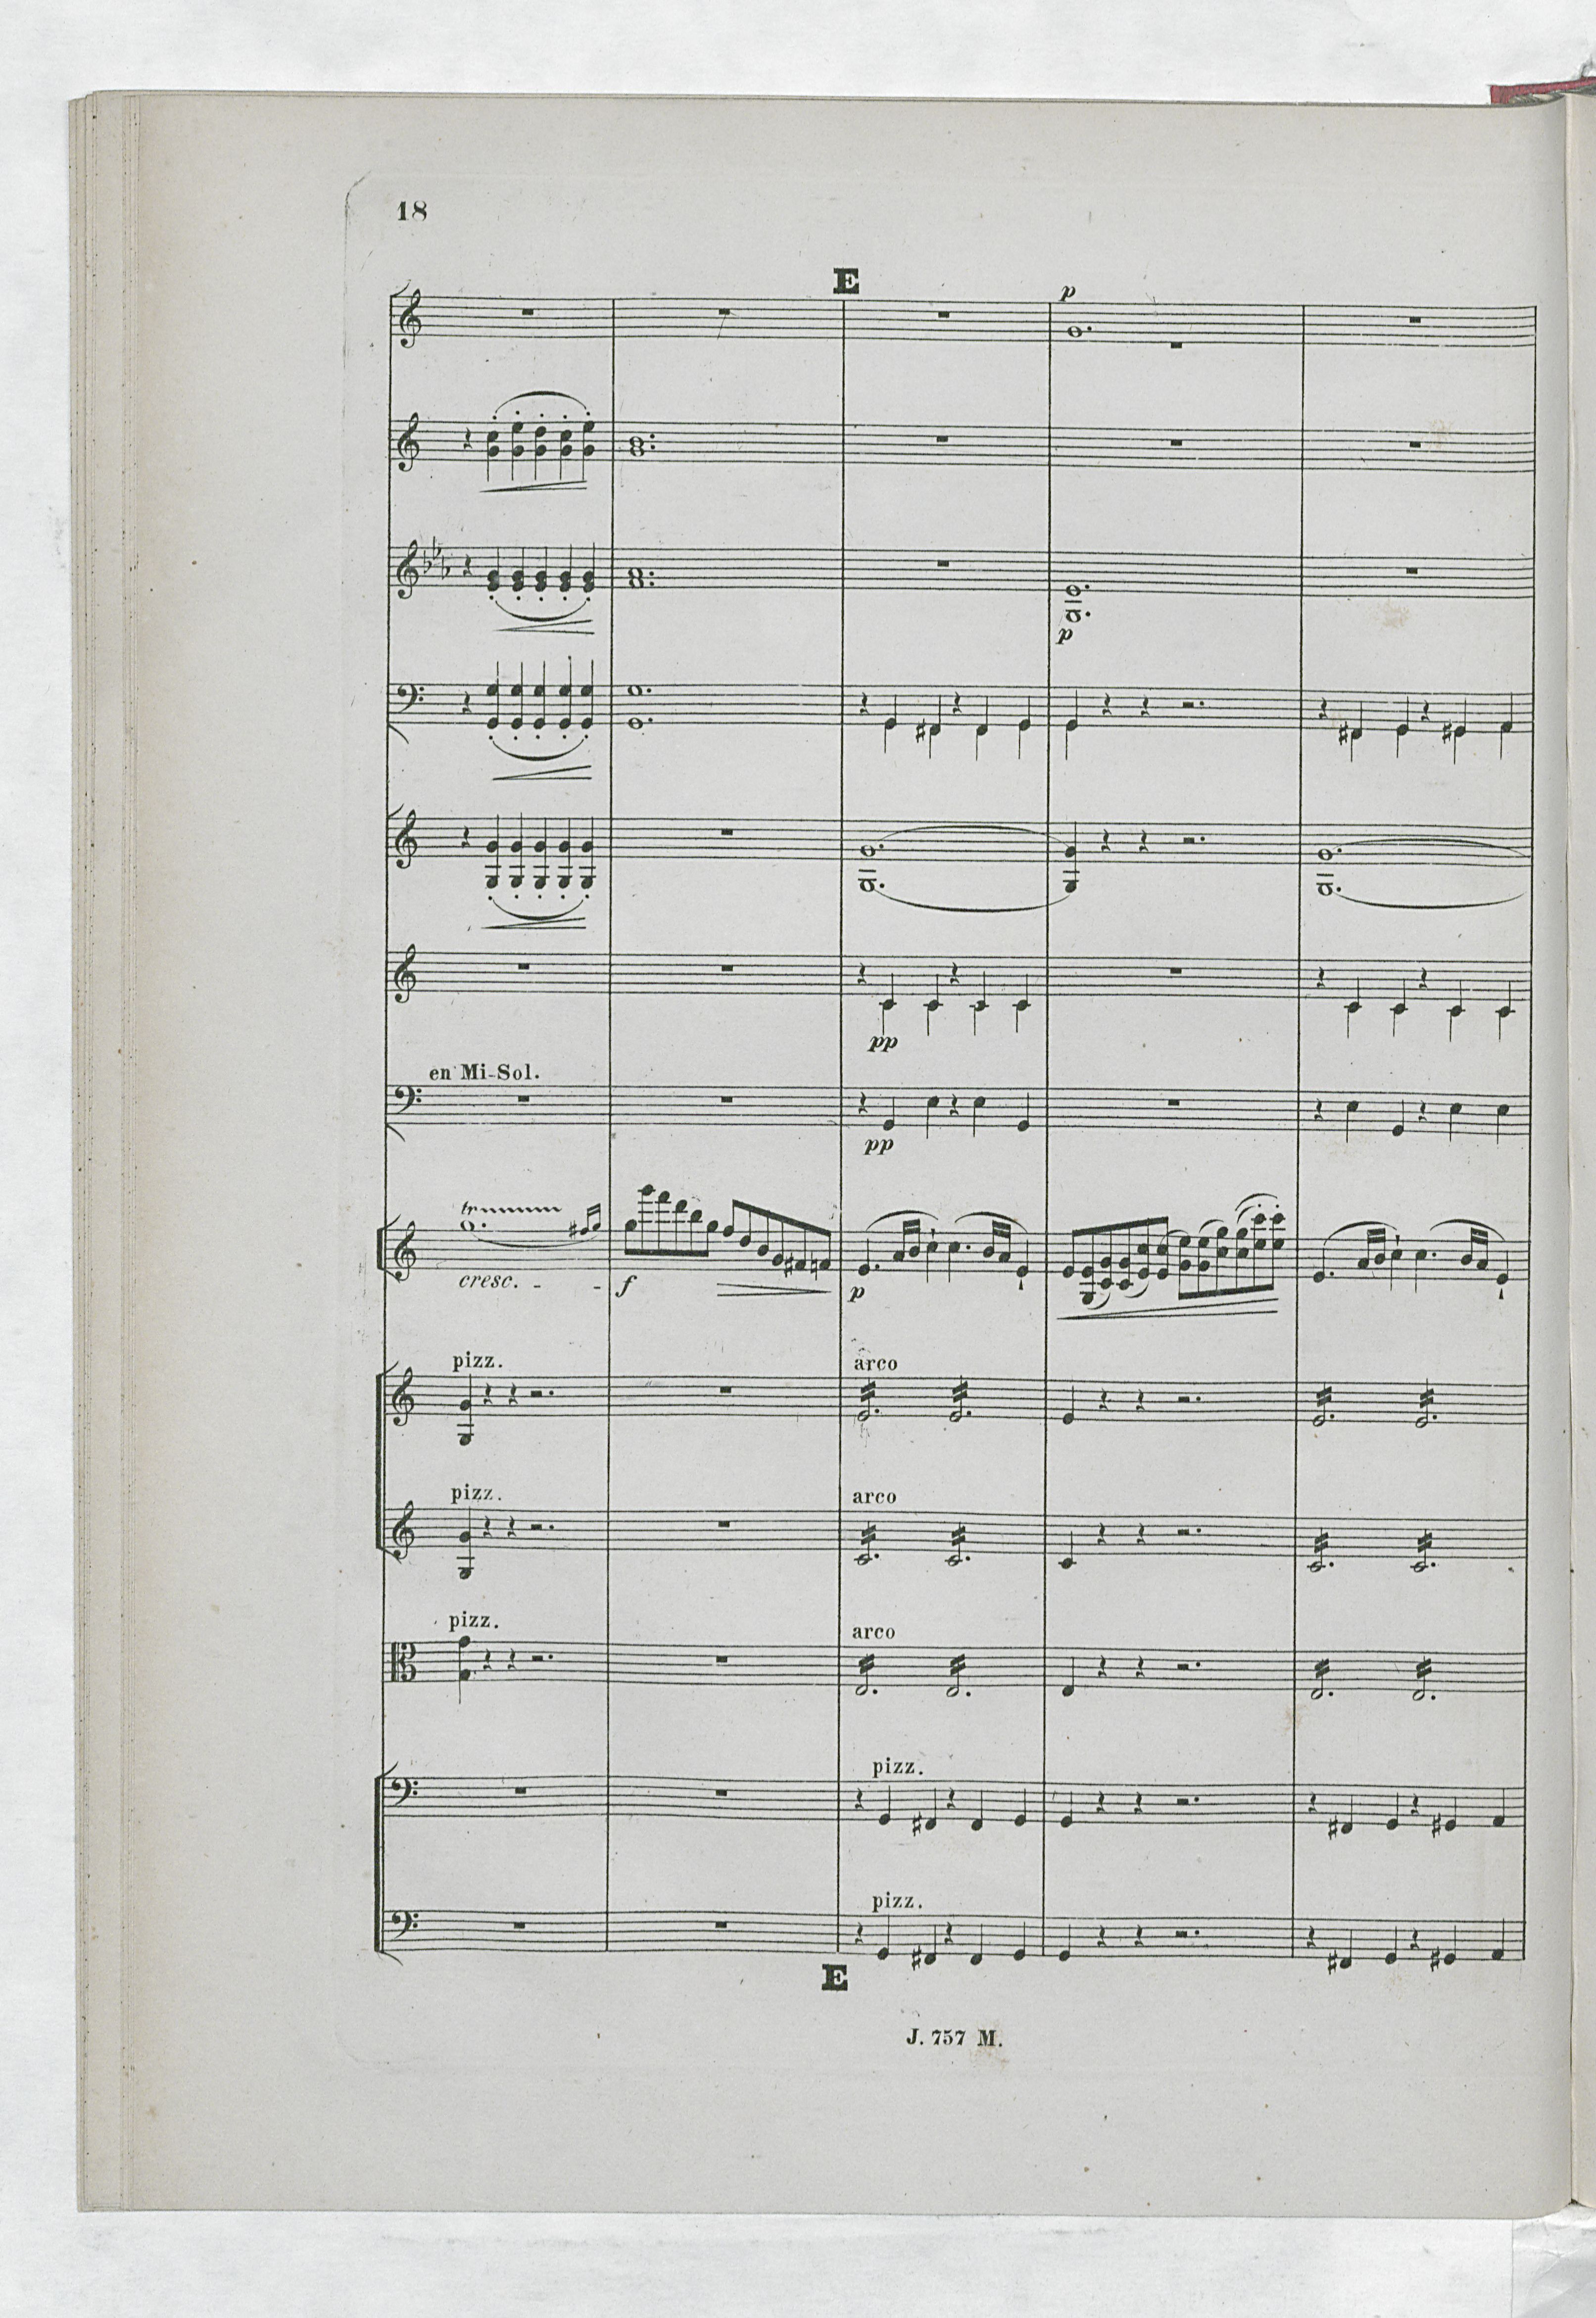 18
E
p
p
pp
en Mi-Sol.
pp
tr
cresc. - - f p
pizz. arco
pizz. arco
pizz. arco
pizz.
pizz.
E
J. 757 M.